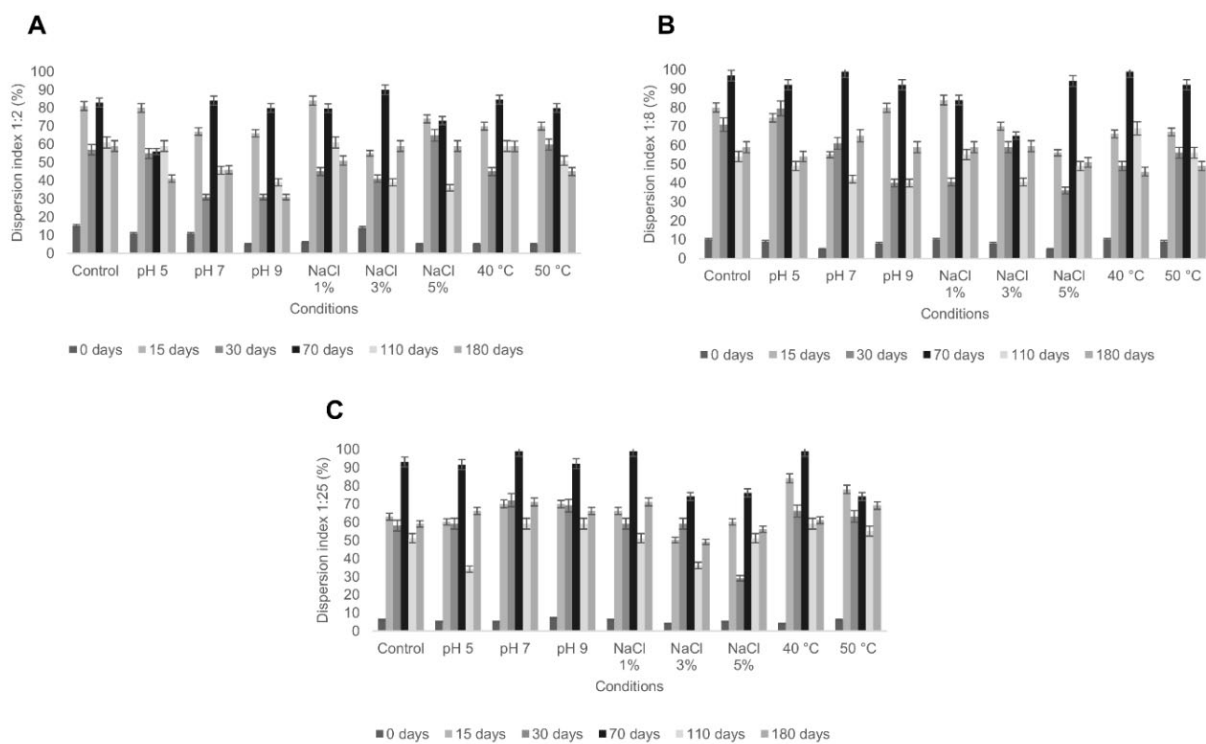 A
Dispersion index 1:2 (%)
100
90
80
70
60
50
40
30
20
10
0
Control pH 5 pH 7 pH 9 NaCl 1% NaCl 3% NaCl 5% 40 °C 50 °C
Conditions
0 days 15 days 30 days 70 days 110 days 180 days
B
Dispersion index 1:8 (%)
100
90
80
70
60
50
40
30
20
10
0
Control pH 5 pH 7 pH 9 NaCl 1% NaCl 3% NaCl 5% 40 °C 50 °C
Conditions
0 days 15 days 30 days 70 days 110 days 180 days
C
Dispersion index 1:25 (%)
100
90
80
70
60
50
40
30
20
10
0
Control pH 5 pH 7 pH 9 NaCl 1% NaCl 3% NaCl 5% 40 °C 50 °C
Conditions
0 days 15 days 30 days 70 days 110 days 180 days